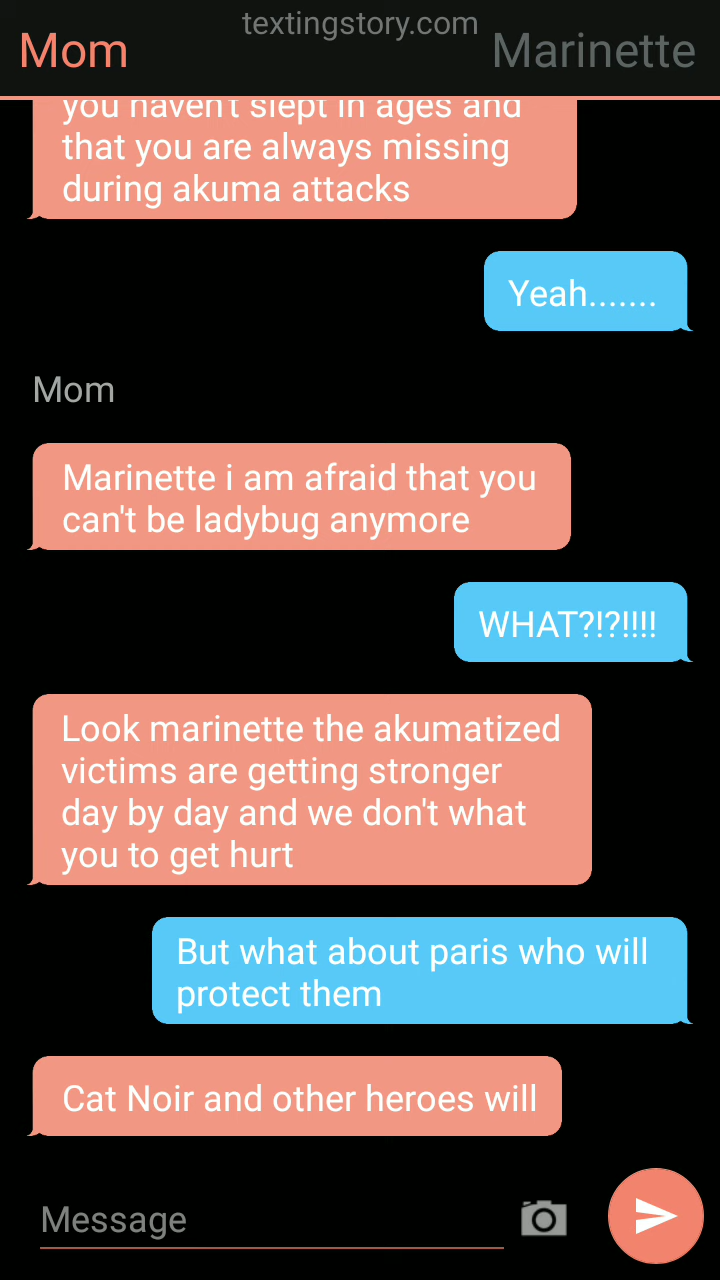 textingstory.com
Mom
Marinette
you haven't slept in ages and
that you are always missing
during akuma attacks
Yeah.......
Mom
Marinette i am afraid that you
can't be ladybug anymore
WHAT?!?!!!!
Look marinette the akumatized
victims are getting stronger
day by day and we don't what
you to get hurt
But what about paris who will
protect them
Cat Noir and other heroes will
Message